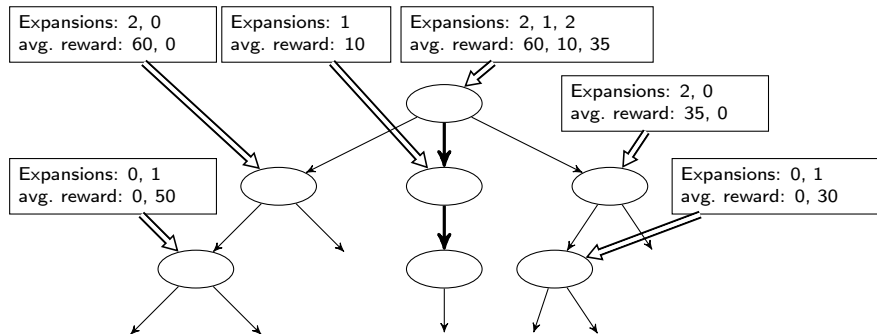 Expansions: 2, 0
avg. reward: 60, 0
Expansions: 1
avg. reward: 10
Expansions: 2, 1, 2
avg. reward: 60, 10, 35
Expansions: 2, 0
avg. reward: 35, 0
Expansions: 0, 1
avg. reward: 0, 50
Expansions: 0, 1
avg. reward: 0, 30